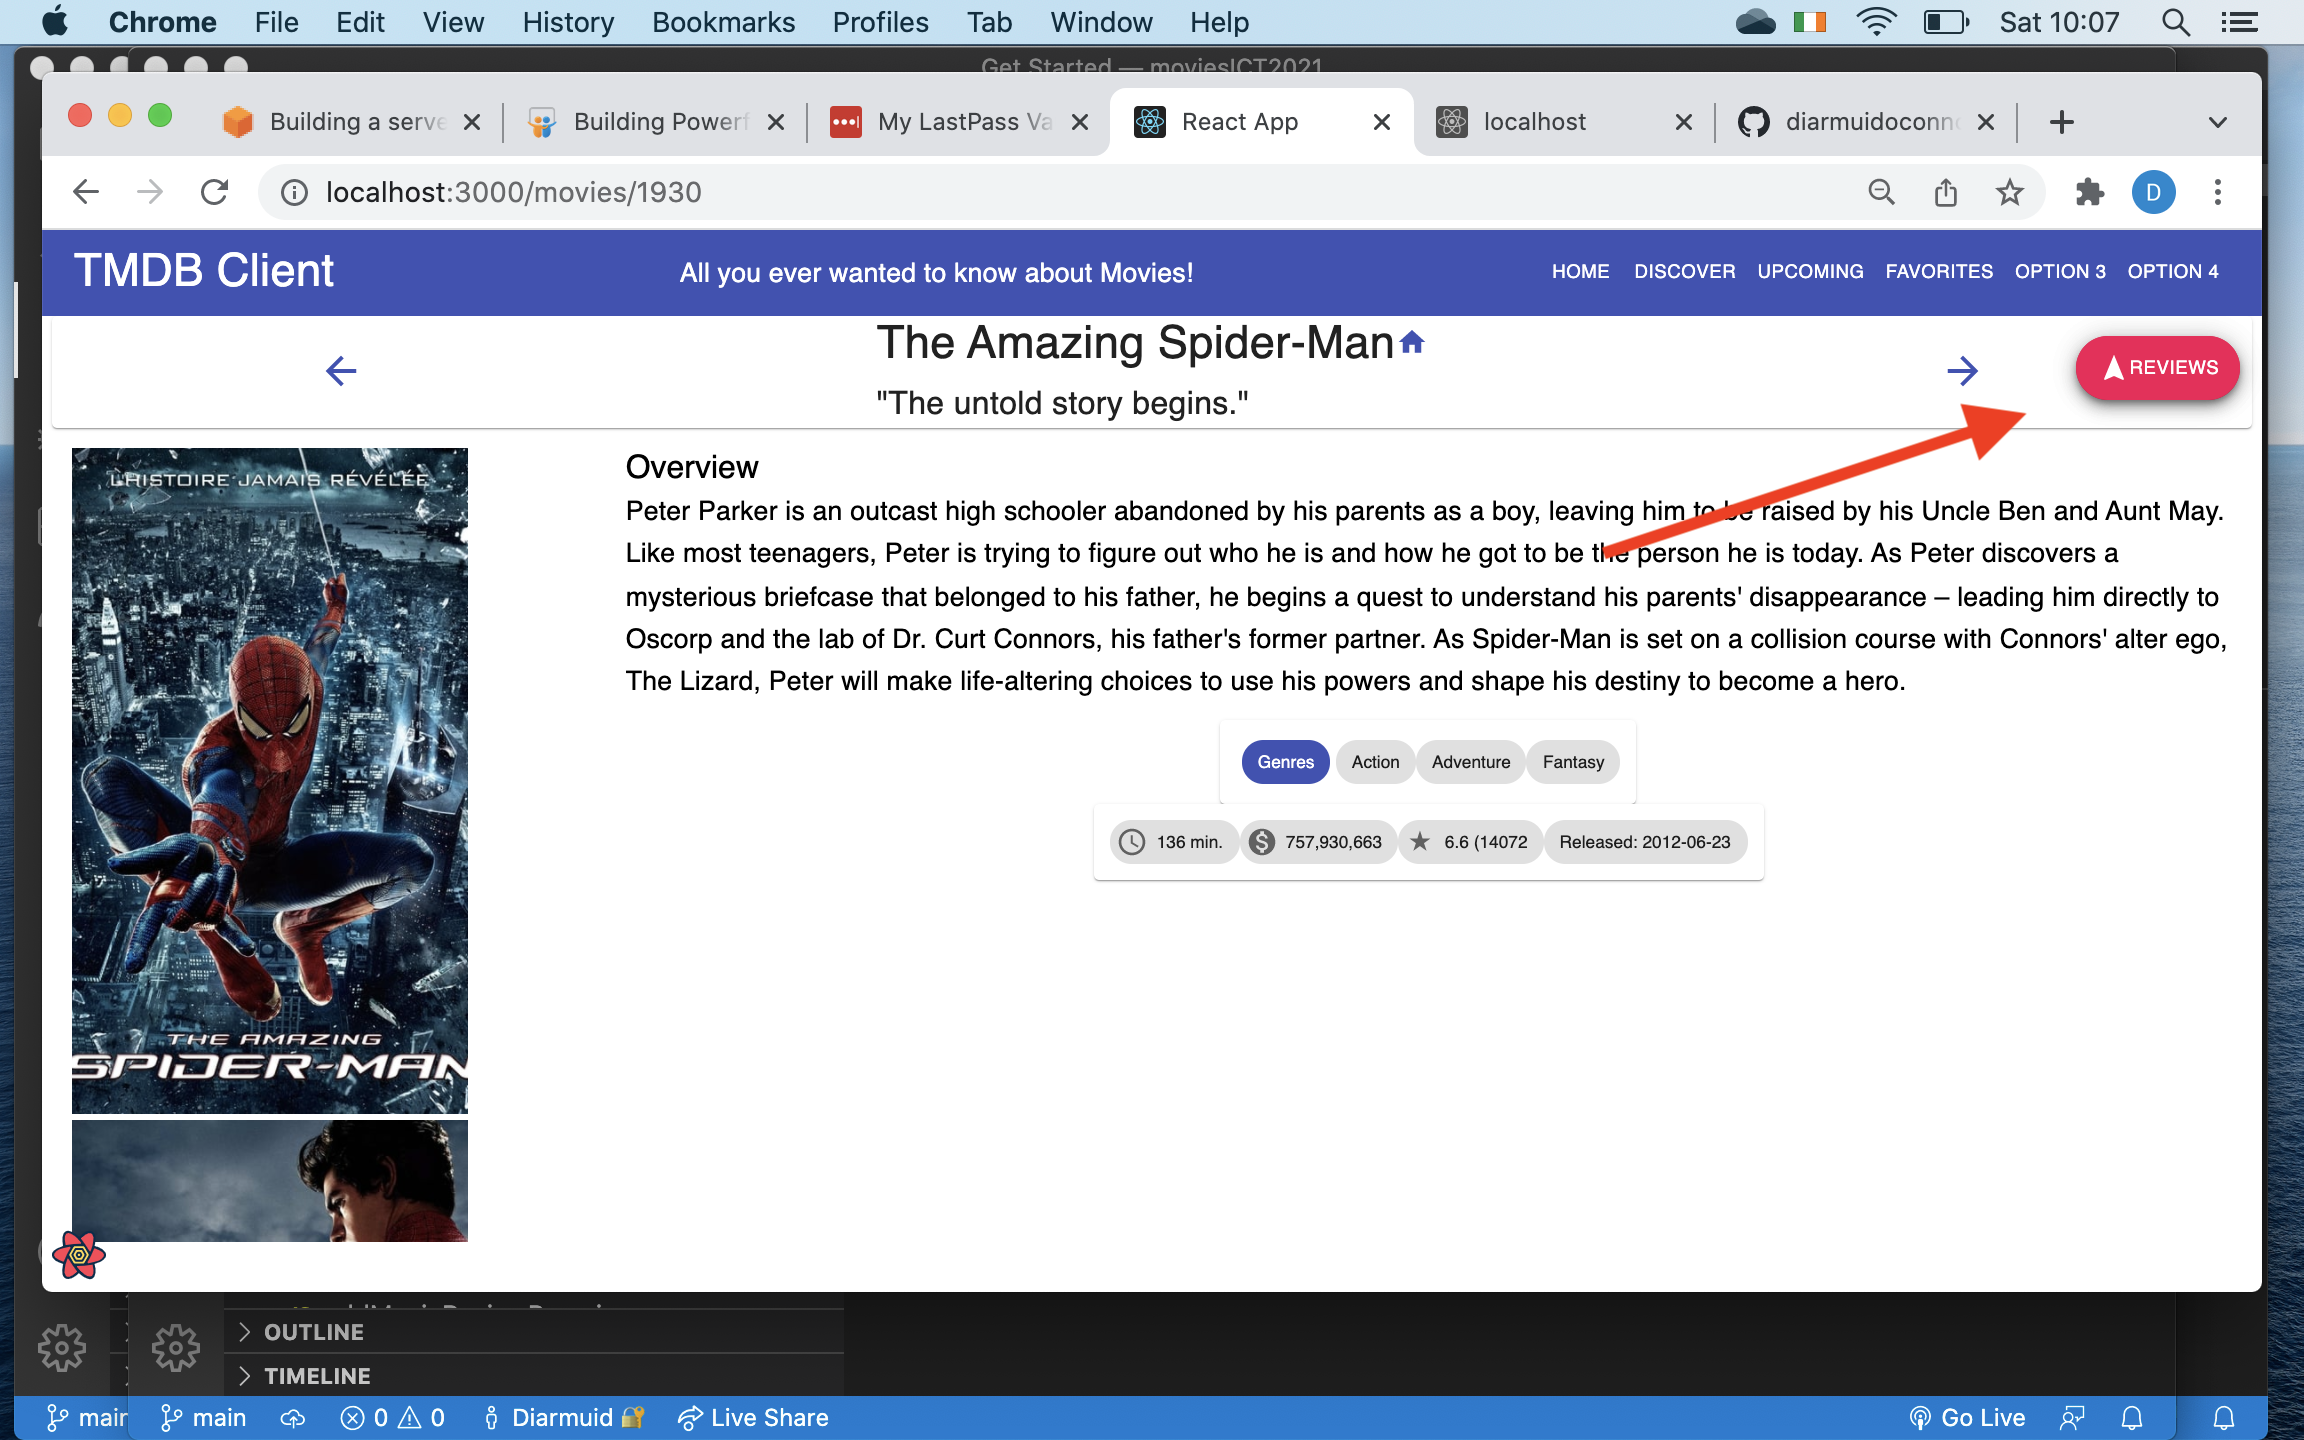 Chrome File Edit View History Bookmarks Profiles Tab Window Help Sat 10:07
Get Started — moviesICT2021
Building a serve Building Powerf My LastPass Va React App localhost diarmuidoconno
localhost:3000/movies/1930 D
TMDB Client All you ever wanted to know about Movies! HOME DISCOVER UPCOMING FAVORITES OPTION 3 OPTION 4
The Amazing Spider-Man
"The untold story begins."
REVIEWS
L'HISTOIRE JAMAIS RÉVÉLÉE
THE AMAZING
SPIDER-MAN
Overview
Peter Parker is an outcast high schooler abandoned by his parents as a boy, leaving him to be raised by his Uncle Ben and Aunt May.
Like most teenagers, Peter is trying to figure out who he is and how he got to be the person he is today. As Peter discovers a
mysterious briefcase that belonged to his father, he begins a quest to understand his parents' disappearance – leading him directly to
Oscorp and the lab of Dr. Curt Connors, his father's former partner. As Spider-Man is set on a collision course with Connors' alter ego,
The Lizard, Peter will make life-altering choices to use his powers and shape his destiny to become a hero.
Genres Action Adventure Fantasy
136 min. 757,930,663 6.6 (14072 Released: 2012-06-23
OUTLINE
TIMELINE
main main 0 0 Diarmuid Live Share Go Live